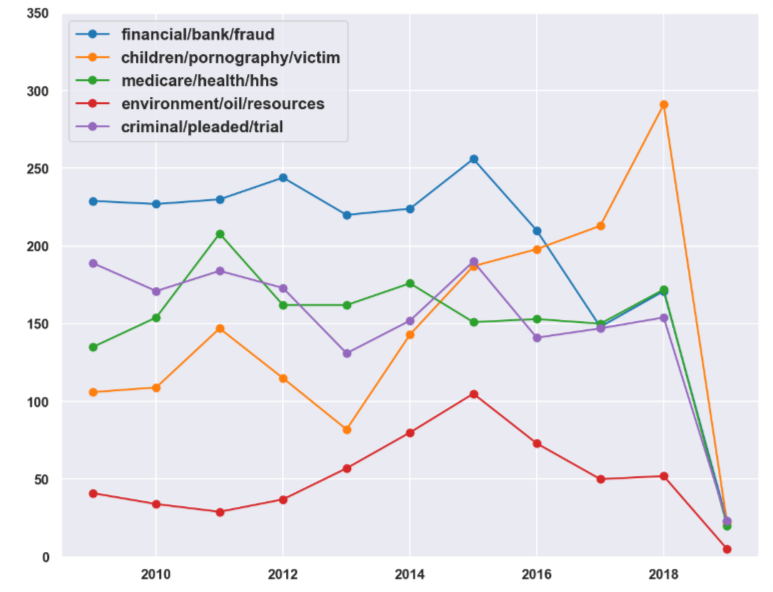 350
300
250
200
150
100
50
0
financial/bank/fraud
children/pornography/victim
medicare/health/hhs
environment/oil/resources
criminal/pleaded/trial
2010 2012 2014 2016 2018